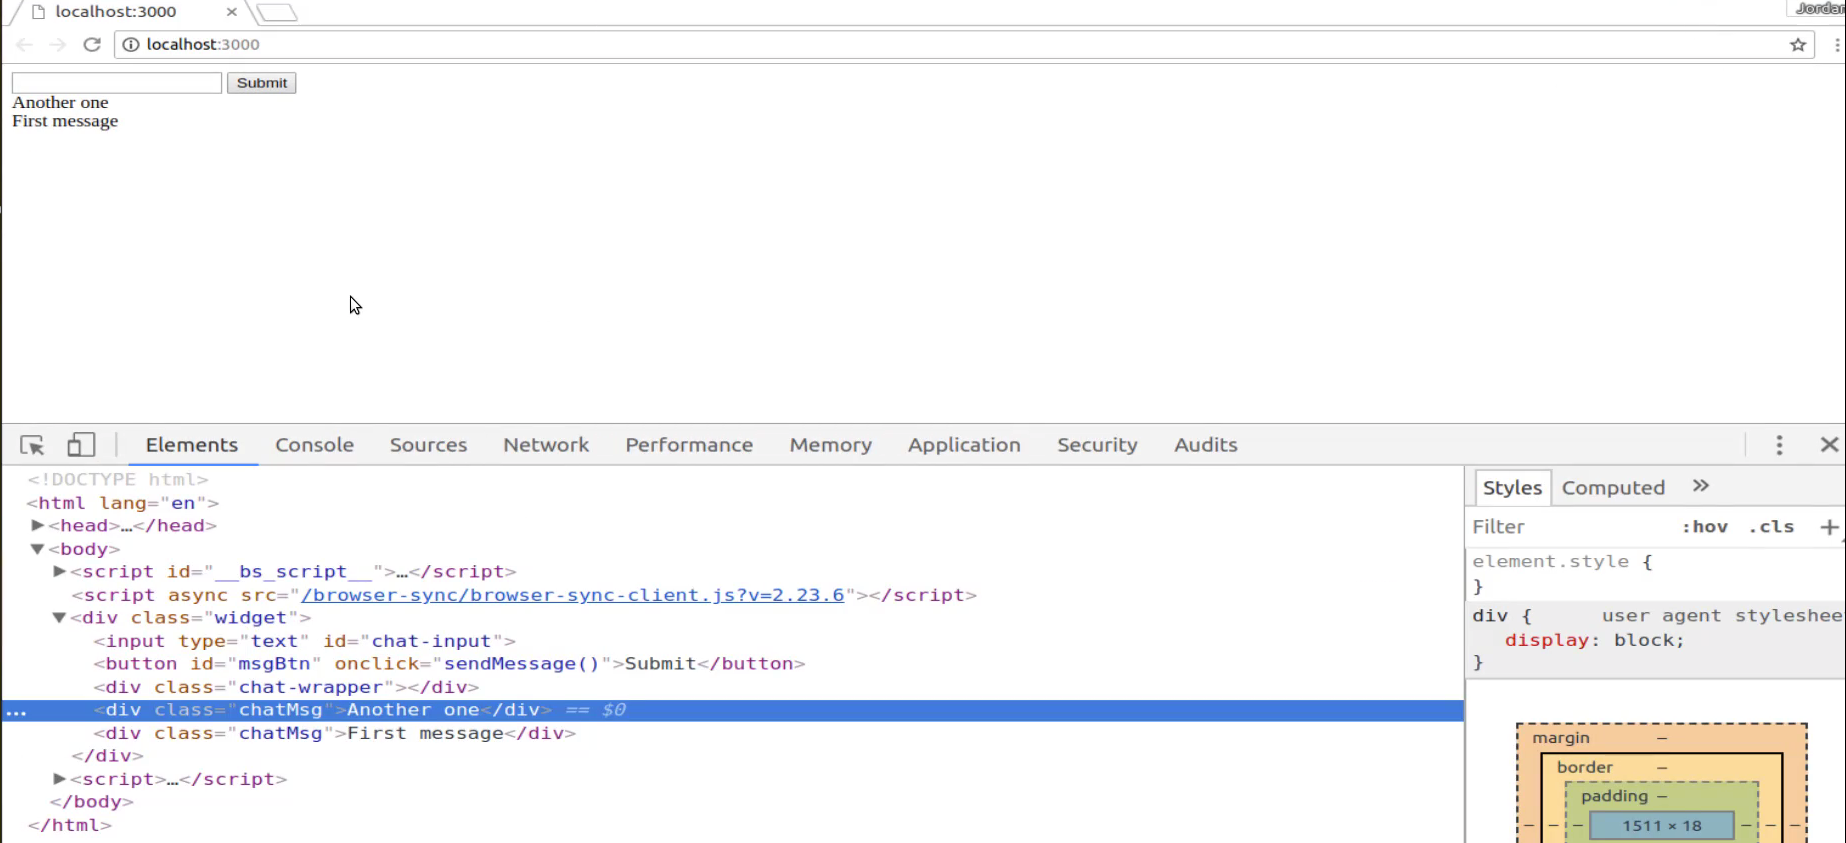 localhost:3000 ×
Jordan
localhost:3000
Submit
Another one
First message
Elements Console Sources Network Performance Memory Application Security Audits
<!DOCTYPE html>
<html lang="en">
▶<head>…</head>
▼<body>
▶<script id="__bs_script__">…</script>
<script async src="/browser-sync/browser-sync-client.js?v=2.23.6"></script>
▼<div class="widget">
<input type="text" id="chat-input">
<button id="msgBtn" onclick="sendMessage()">Submit</button>
<div class="chat-wrapper"></div>
... <div class="chatMsg">Another one</div> == $0
<div class="chatMsg">First message</div>
</div>
▶<script>…</script>
</body>
</html>
Styles Computed »
Filter :hov .cls +
element.style {
}
div { user agent styleshee
display: block;
}
margin –
border –
padding –
– – – 1511 × 18 – – –